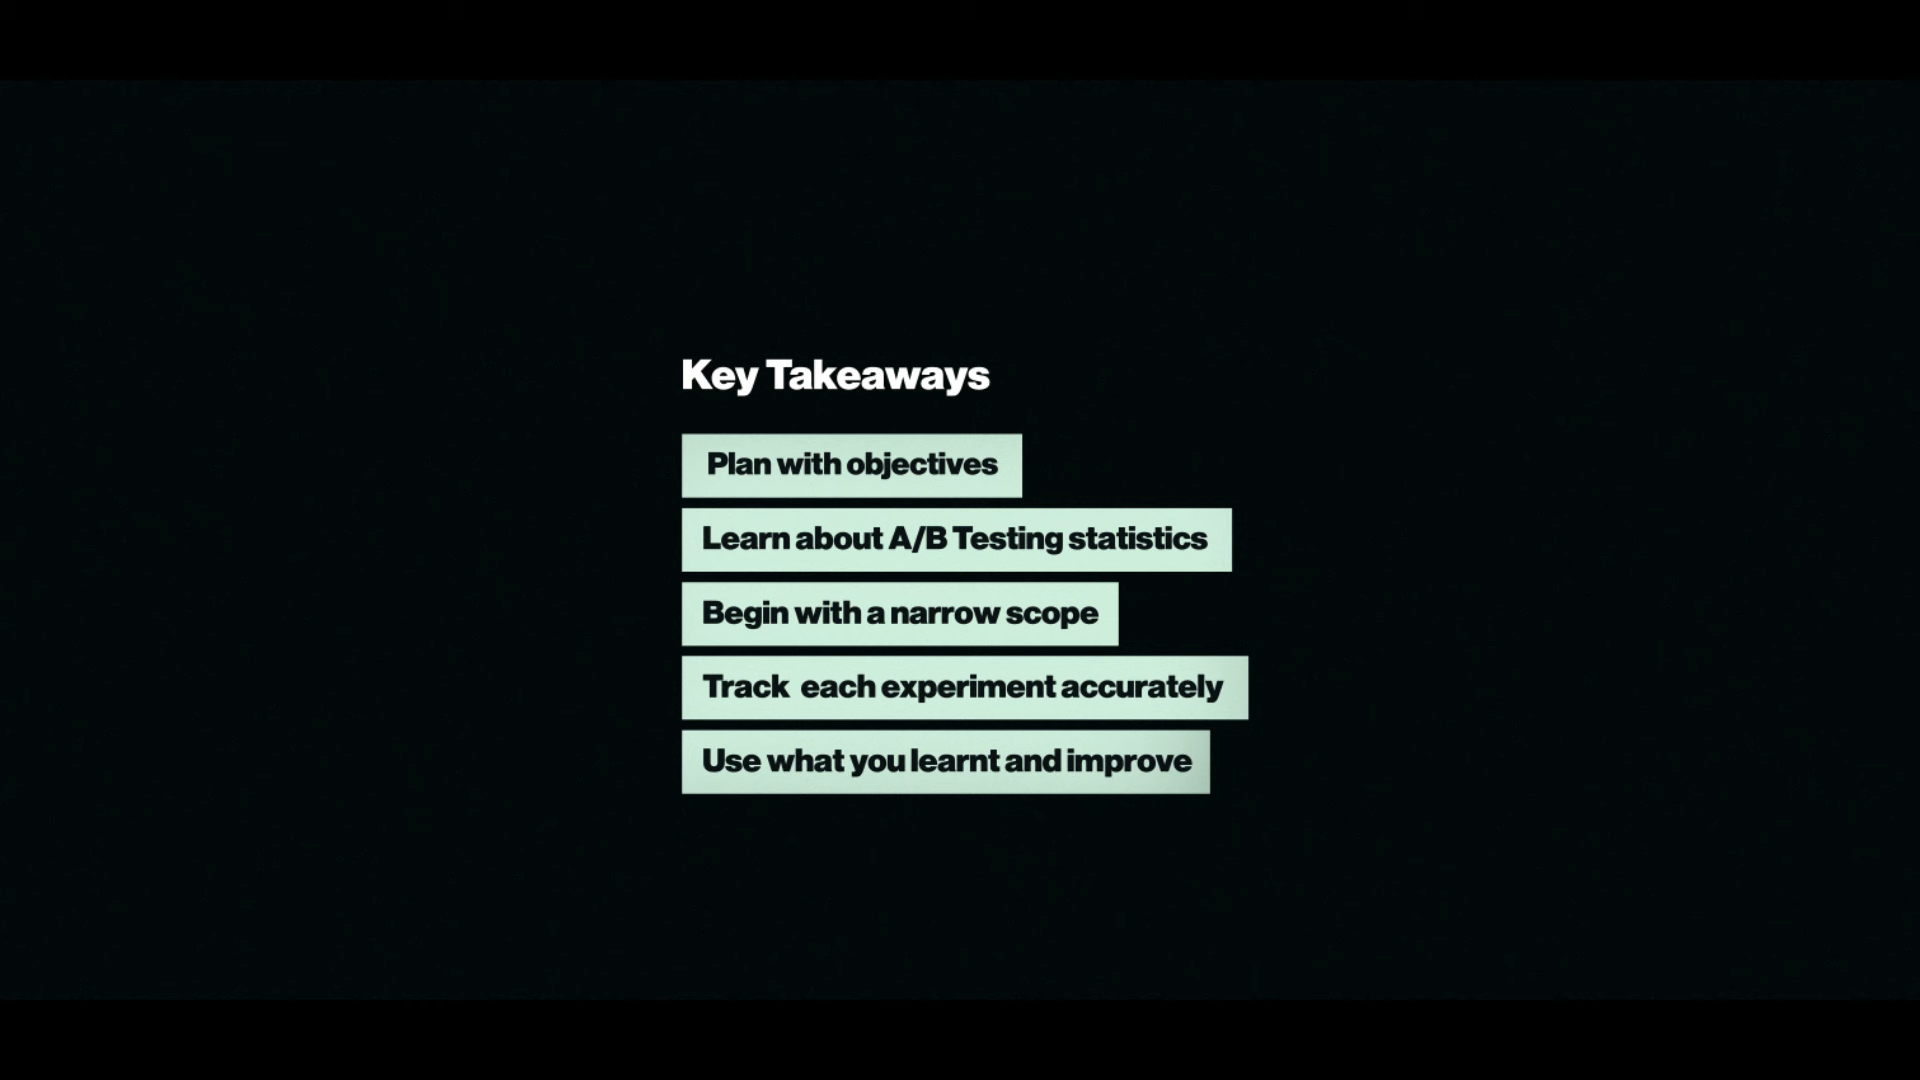 Key Takeaways
Plan with objectives
Learn about A/B Testing statistics
Begin with a narrow scope
Track  each experiment accurately
Use what you learnt and improve